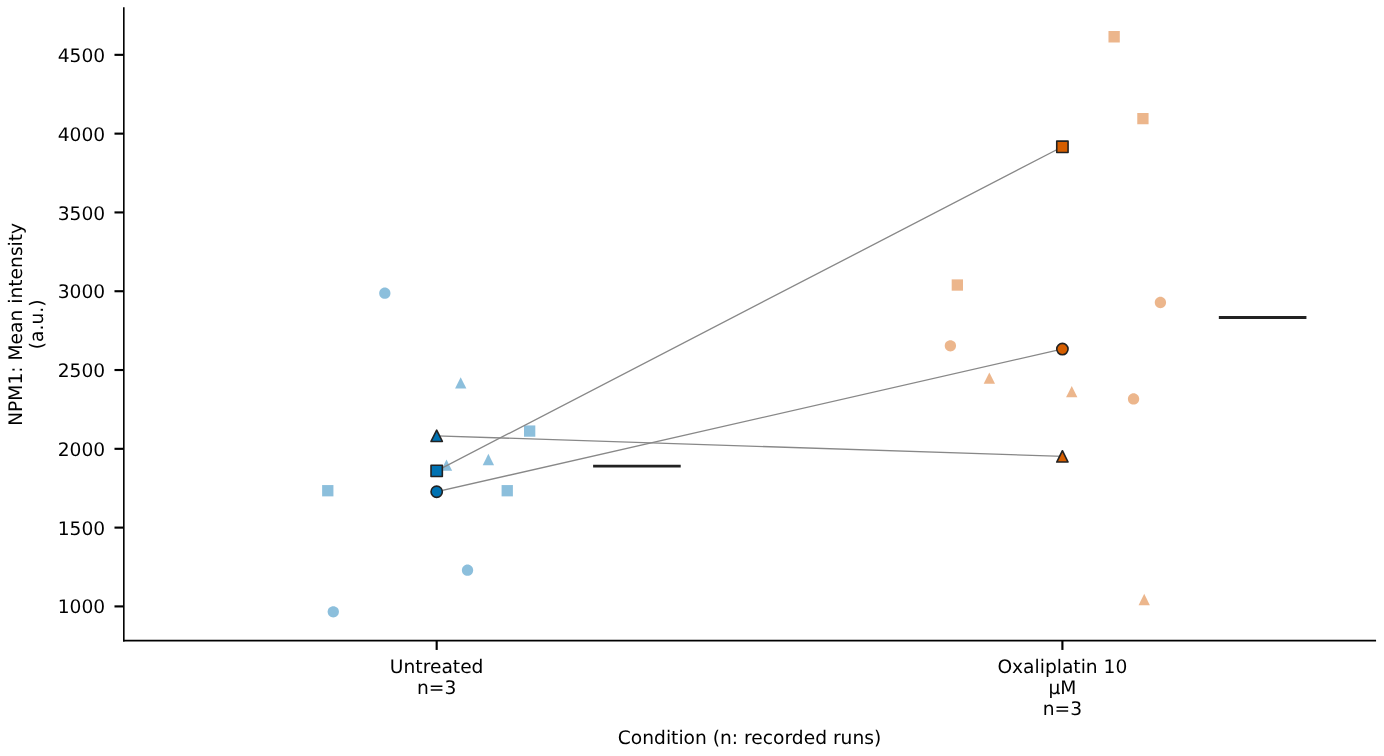 NPM1: Mean intensity
(a.u.)
4500
4000
3500
3000
2500
2000
1500
1000
Untreated
n=3
Oxaliplatin 10
µM
n=3
Condition (n: recorded runs)